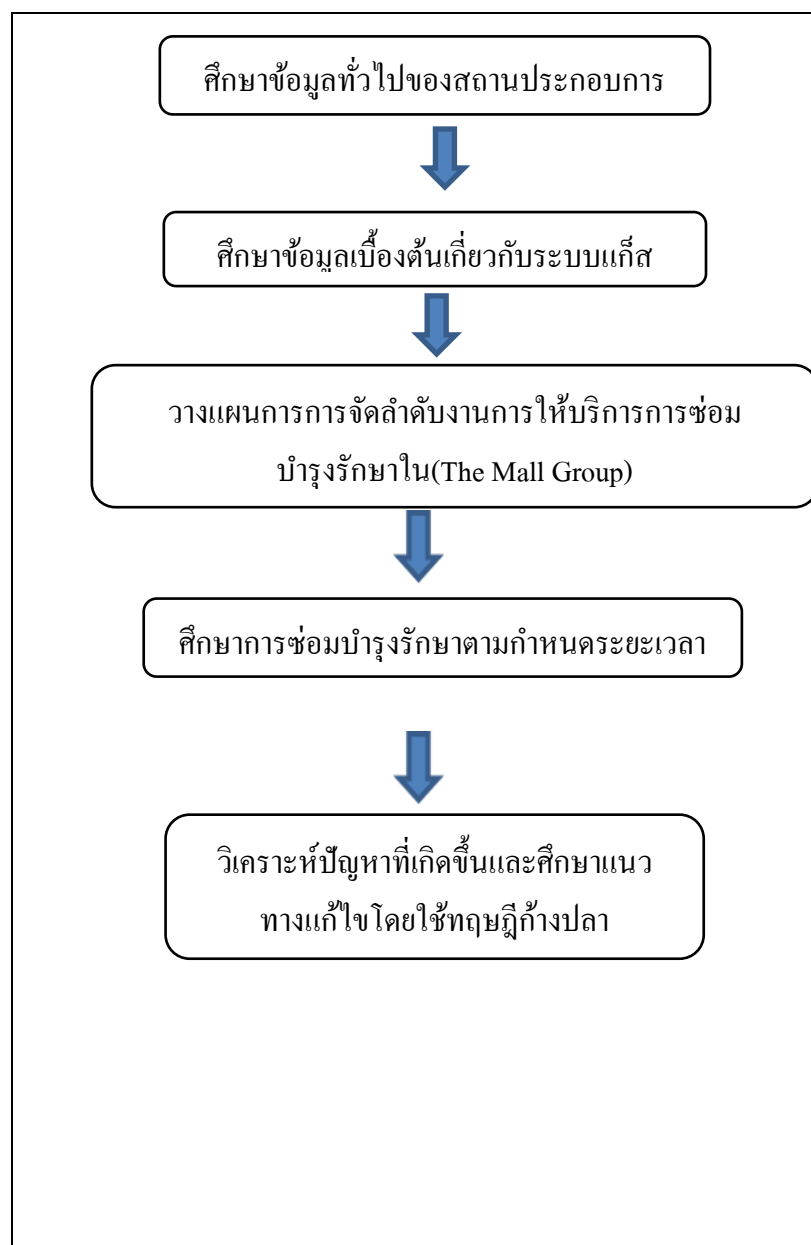 ศึกษาข้อมูลทั่วไปของสถานประกอบการ
ศึกษาข้อมูลเบื้องต้นเกี่ยวกับระบบแก็ส
วางแผนการการจัดลำดับงานการให้บริการการซ่อม
บำรุงรักษาใน(The Mall Group)
ศึกษาการซ่อมบำรุงรักษาตามกำหนดระยะเวลา
วิเคราะห์ปัญหาที่เกิดขึ้นและศึกษาแนว
ทางแก้ไขโดยใช้ทฤษฎีก้างปลา